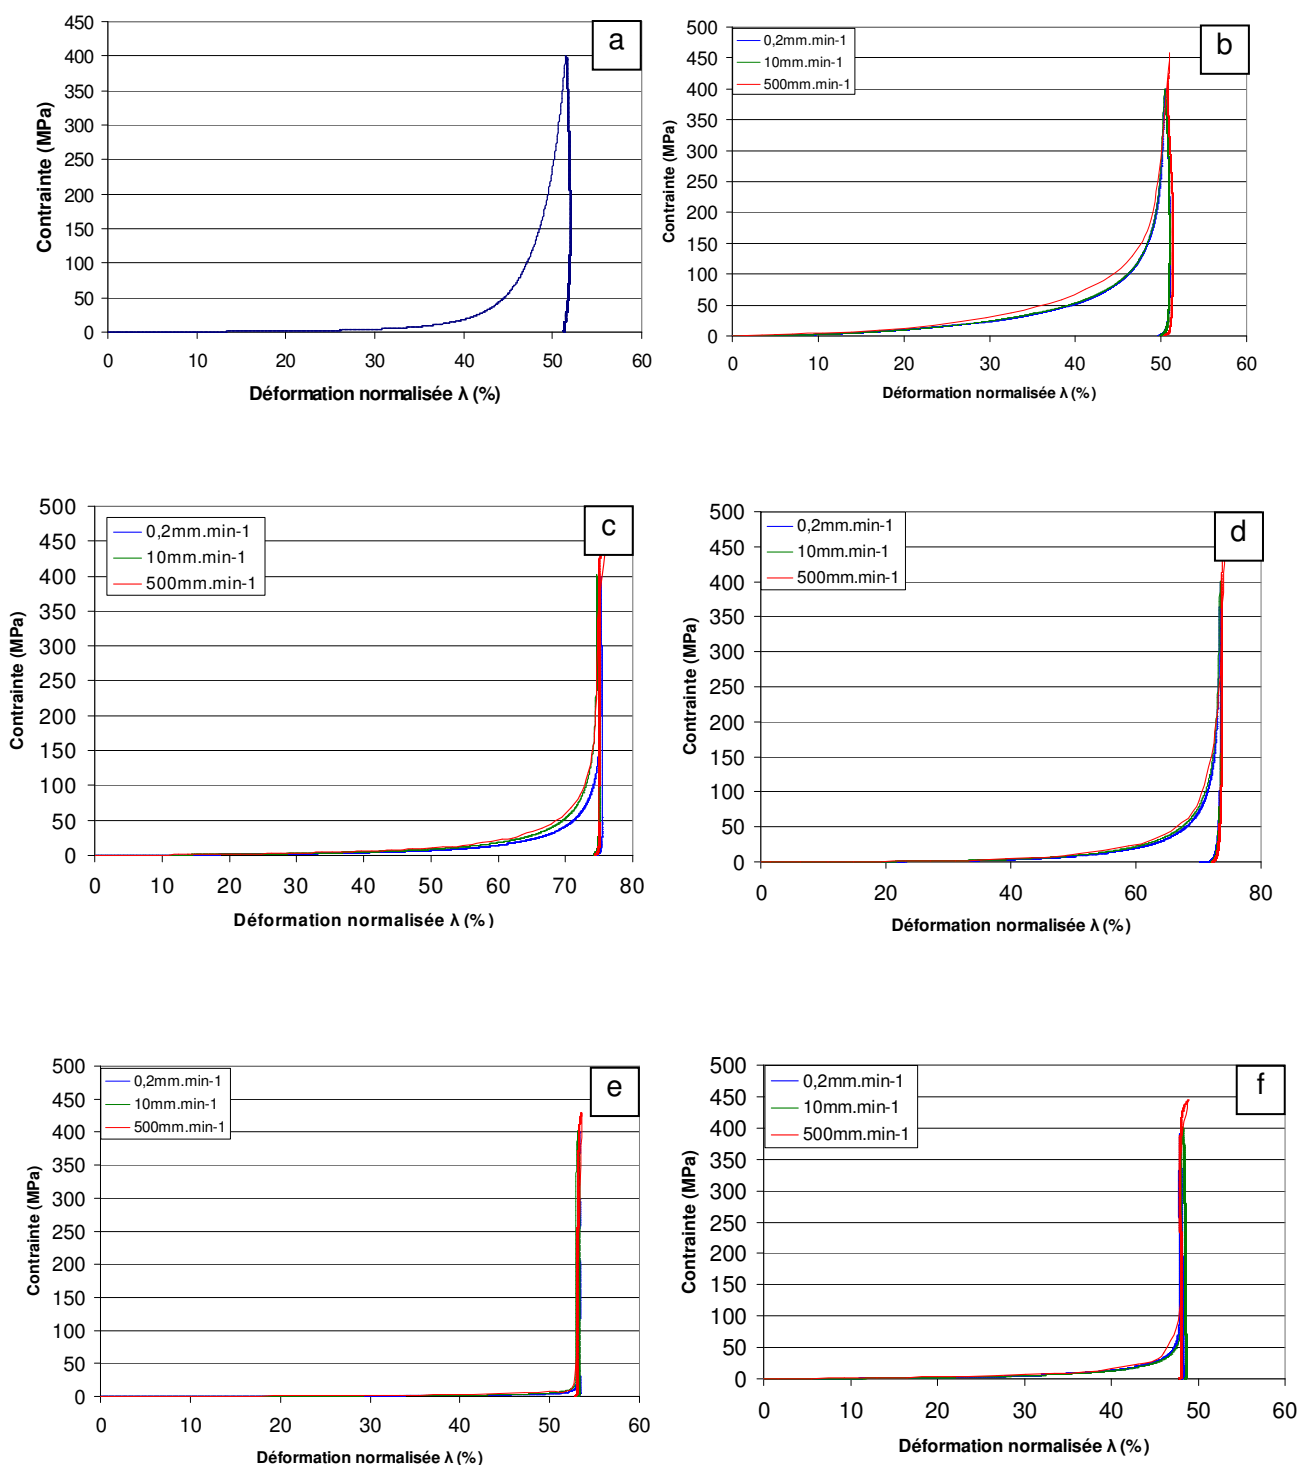 a
450
400
350
300
250
200
150
100
50
0
Contrainte (MPa)
0 10 20 30 40 50 60
Déformation normalisée λ (%)
b
0,2mm.min-1
10mm.min-1
500mm.min-1
500
450
400
350
300
250
200
150
100
50
0
Contrainte (MPa)
0 10 20 30 40 50 60
Déformation normalisée λ (%)
c
0,2mm.min-1
10mm.min-1
500mm.min-1
500
450
400
350
300
250
200
150
100
50
0
Contrainte (MPa)
0 10 20 30 40 50 60 70 80
Déformation normalisée λ (%)
d
0,2mm.min-1
10mm.min-1
500mm.min-1
500
450
400
350
300
250
200
150
100
50
0
Contrainte (MPa)
0 20 40 60 80
Déformation normalisée λ (%)
e
0,2mm.min-1
10mm.min-1
500mm.min-1
500
450
400
350
300
250
200
150
100
50
0
Contrainte (MPa)
0 10 20 30 40 50 60
Déformation normalisée λ (%)
f
0,2mm.min-1
10mm.min-1
500mm.min-1
500
450
400
350
300
250
200
150
100
50
0
Contrainte (MPa)
0 10 20 30 40 50 60
Déformation normalisée λ (%)